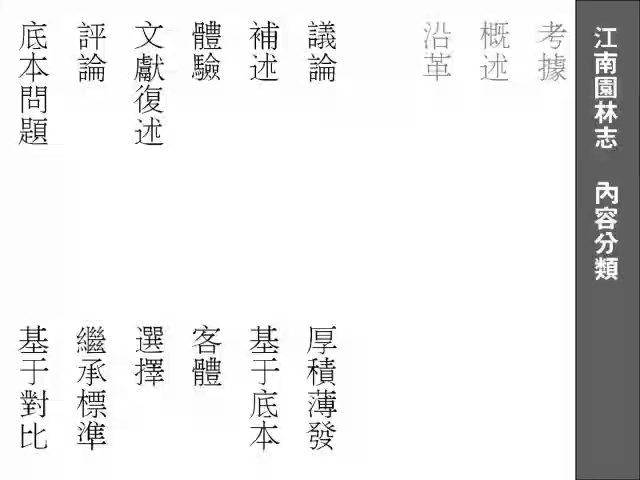 江南園林志 內容分類
考據
概述
沿革
議論
補述
體驗
文獻復述
評論
底本問題
厚積薄發
基于底本
客體
選擇
繼承標準
基于對比